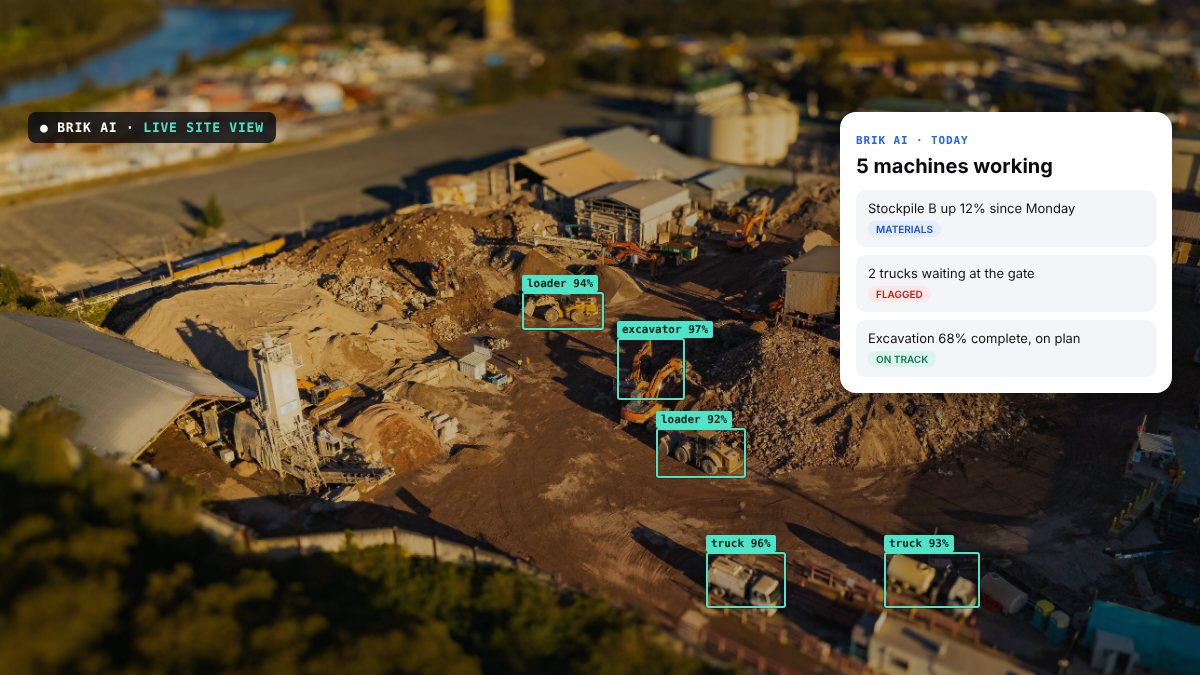 ● BRIK AI · LIVE SITE VIEW
BRIK AI · TODAY
5 machines working
Stockpile B up 12% since Monday
MATERIALS
2 trucks waiting at the gate
FLAGGED
Excavation 68% complete, on plan
ON TRACK
loader 94%
excavator 97%
loader 92%
truck 96%
truck 93%